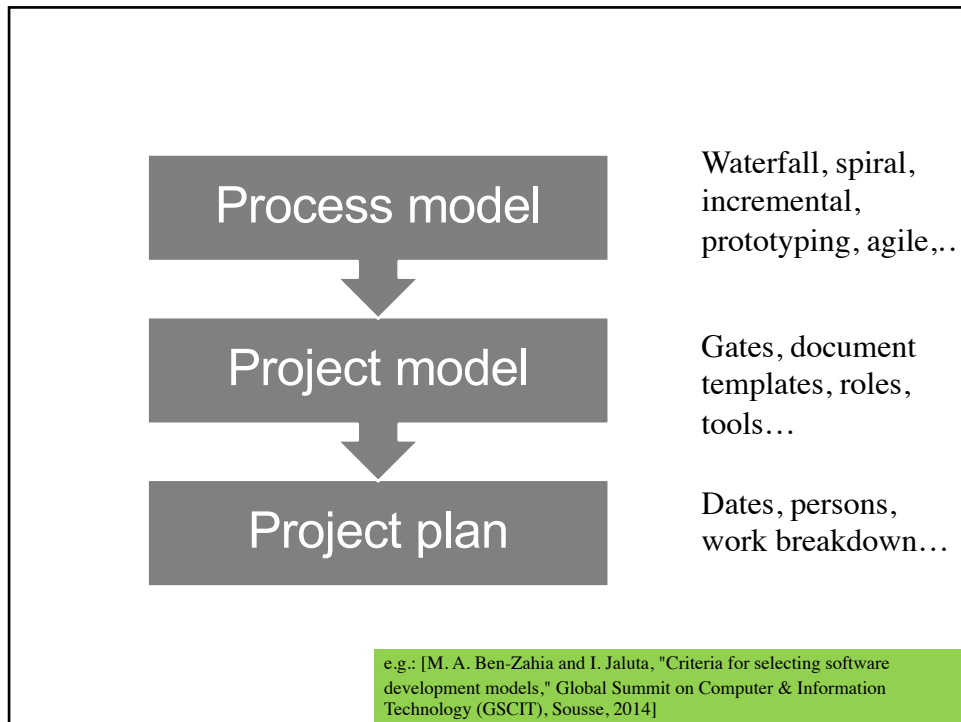 Process model
Waterfall, spiral,
incremental,
prototyping, agile,..
Project model
Gates, document
templates, roles,
tools…
Project plan
Dates, persons,
work breakdown…
e.g.: [M. A. Ben-Zahia and I. Jaluta, "Criteria for selecting software
development models," Global Summit on Computer & Information
Technology (GSCIT), Sousse, 2014]